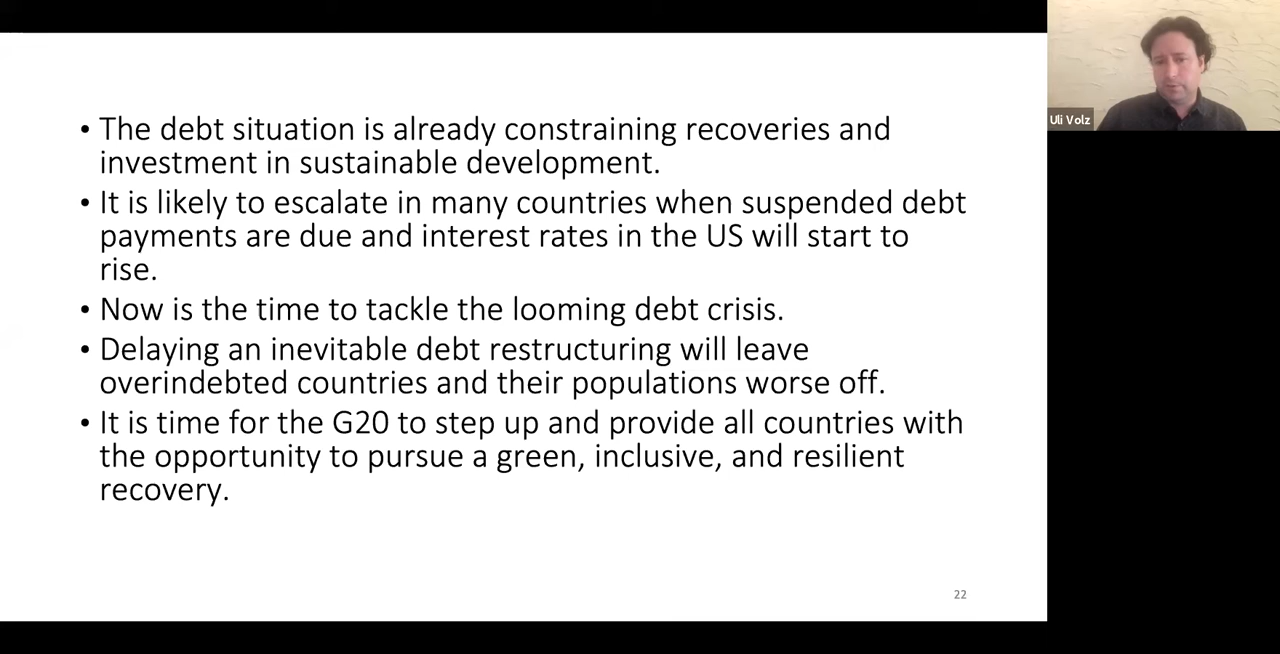 • The debt situation is already constraining recoveries and
investment in sustainable development.
• It is likely to escalate in many countries when suspended debt
payments are due and interest rates in the US will start to
rise.
• Now is the time to tackle the looming debt crisis.
• Delaying an inevitable debt restructuring will leave
overindebted countries and their populations worse off.
• It is time for the G20 to step up and provide all countries with
the opportunity to pursue a green, inclusive, and resilient
recovery.
22
Uli Volz